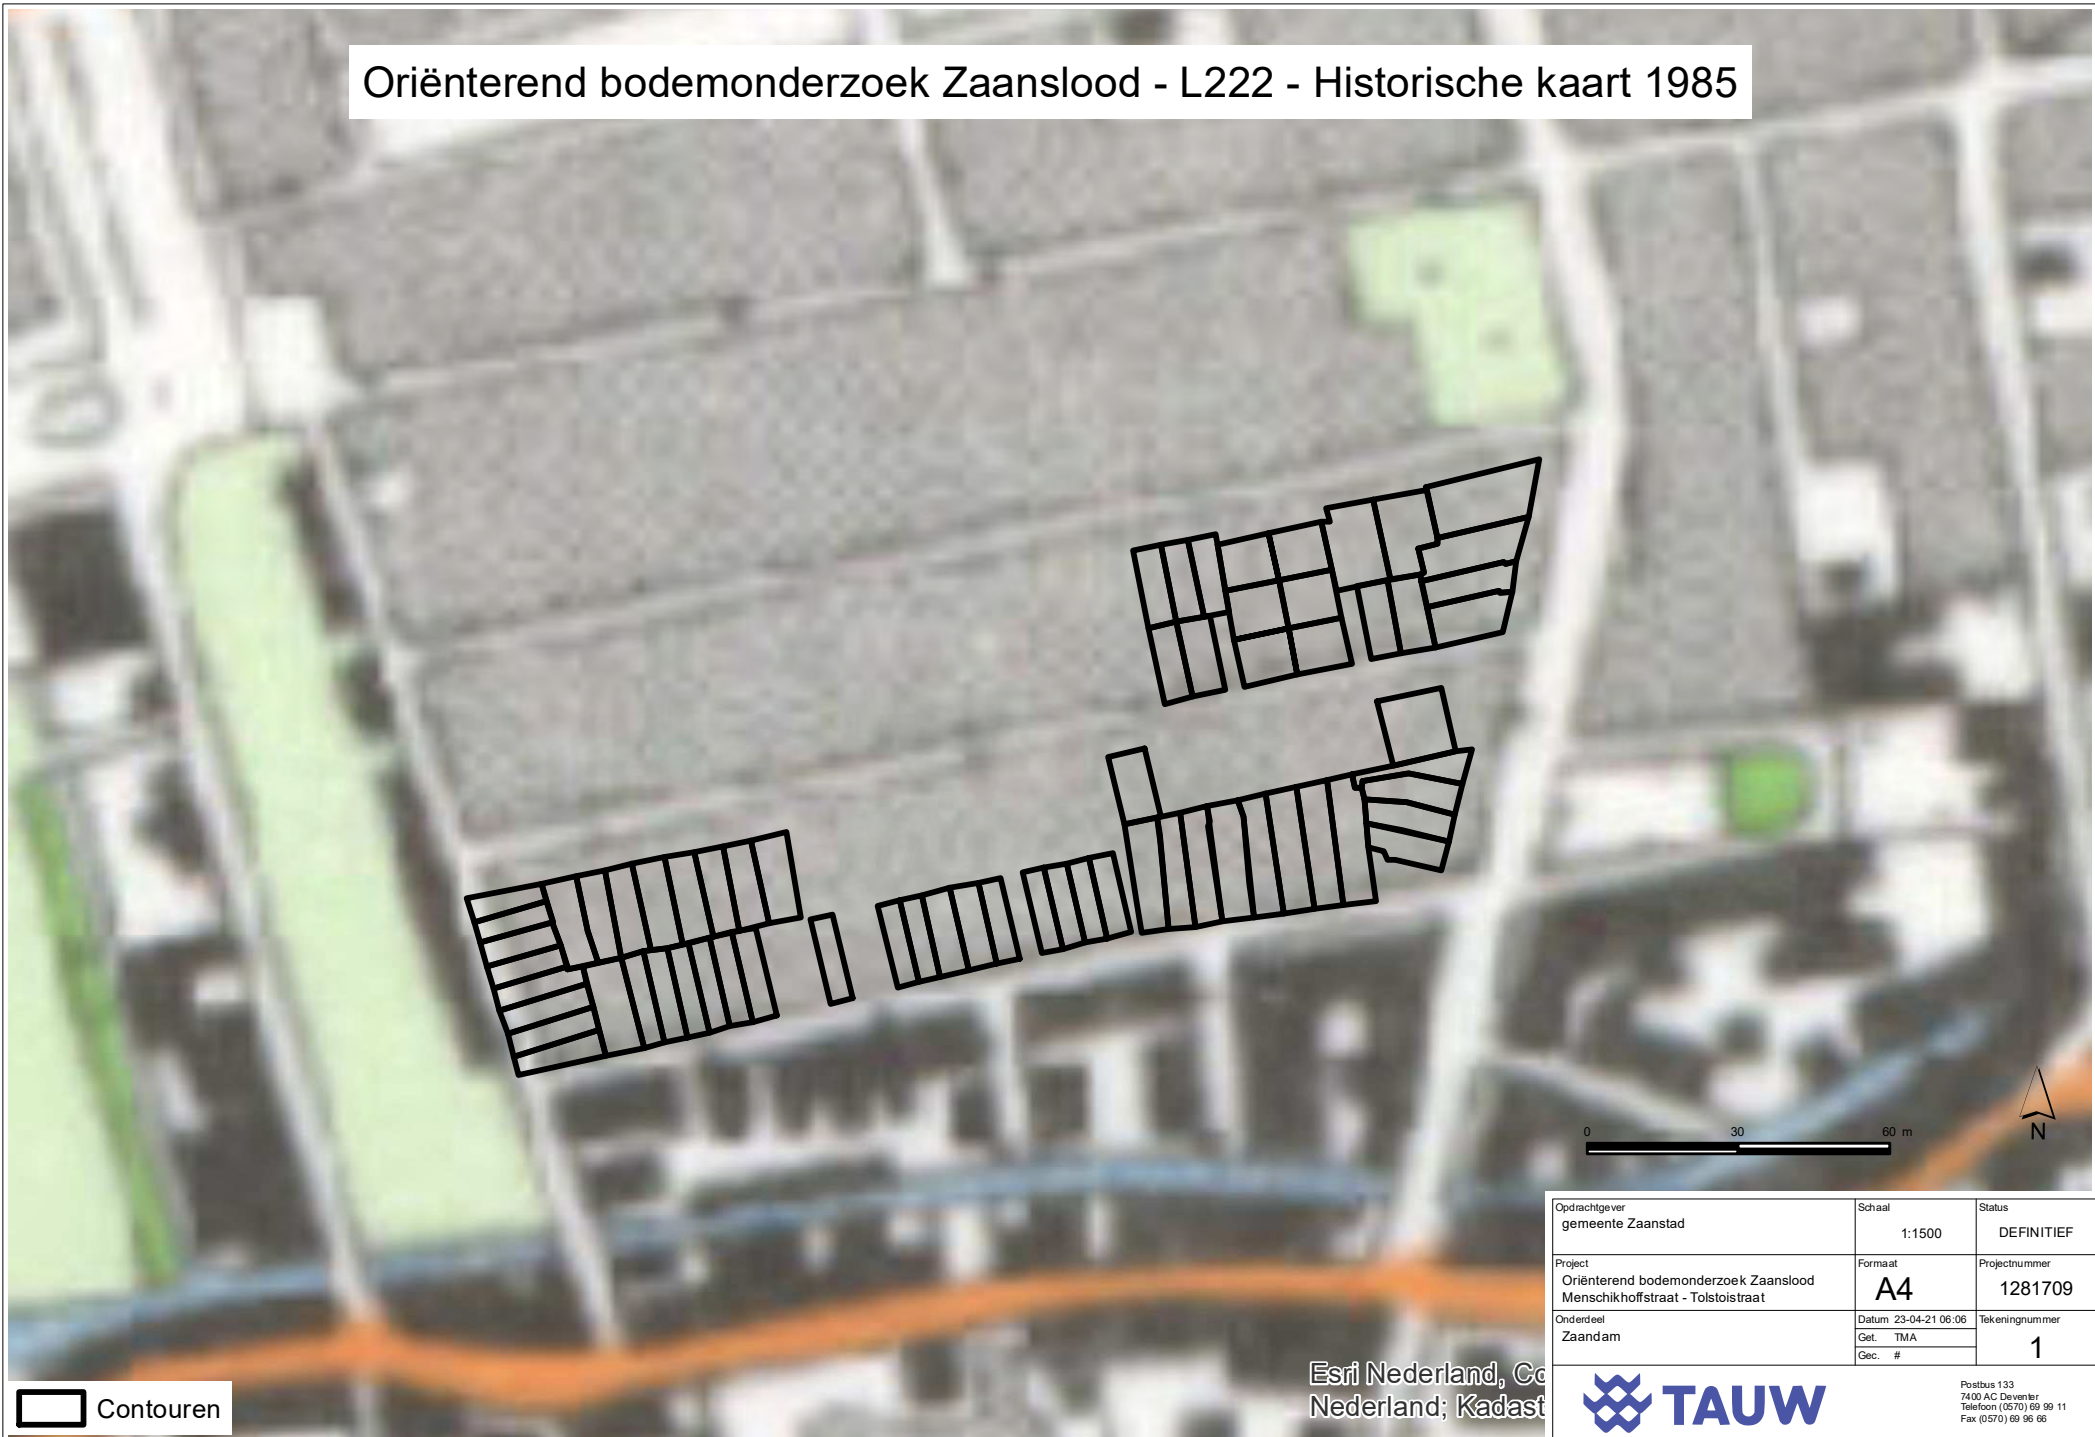 Oriënterend bodemonderzoek Zaanslood - L222 - Historische kaart 1985
0 30 60 m
N
Opdrachtgever
gemeente Zaanstad
Schaal
1:1500
Status
DEFINITIEF
Project
Oriënterend bodemonderzoek Zaanslood
Menschikhoffstraat - Tolstoistraat
Formaat
A4
Projectnummer
1281709
Onderdeel
Zaandam
Datum 23-04-21 06:06
Get. TMA
Gec. #
Tekeningnummer
1
Esri Nederland, Co
Nederland; Kadast
Contouren
TAUW
Postbus 133
7400 AC Deventer
Telefoon (0570) 69 99 11
Fax (0570) 69 96 66